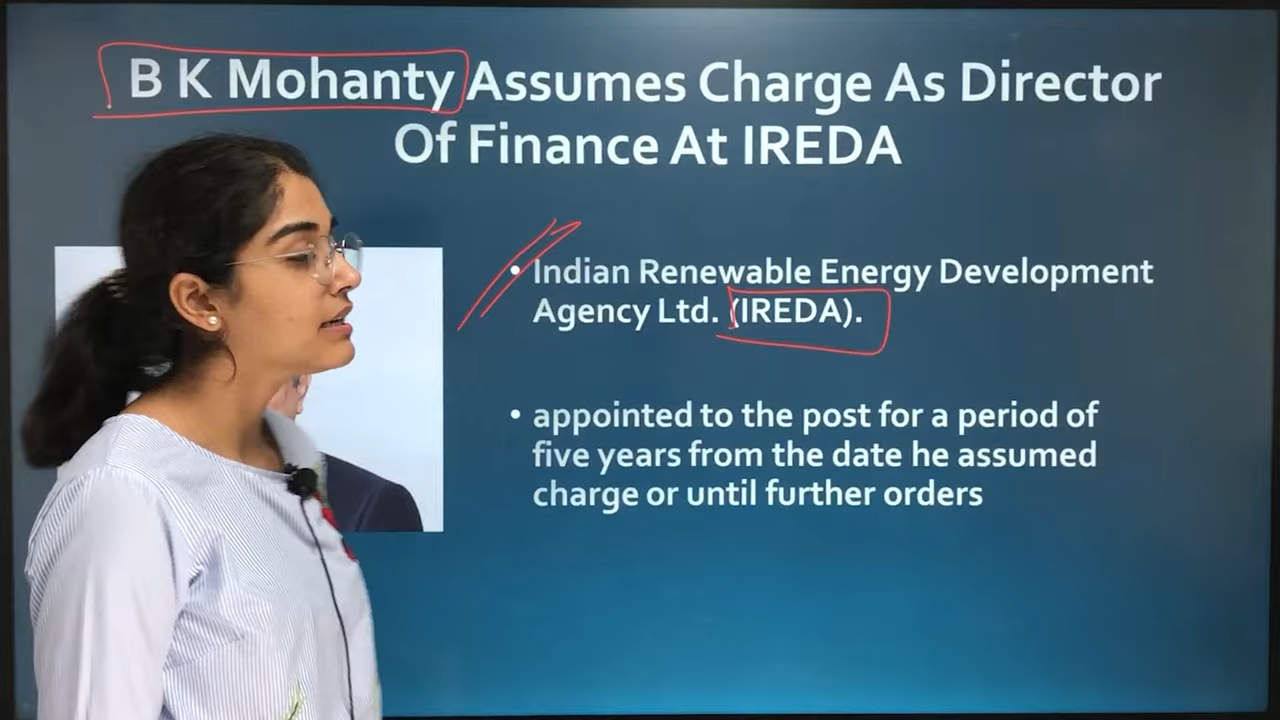 B K Mohanty Assumes Charge As Director
Of Finance At IREDA
• Indian Renewable Energy Development
Agency Ltd. (IREDA).
• appointed to the post for a period of
five years from the date he assumed
charge or until further orders